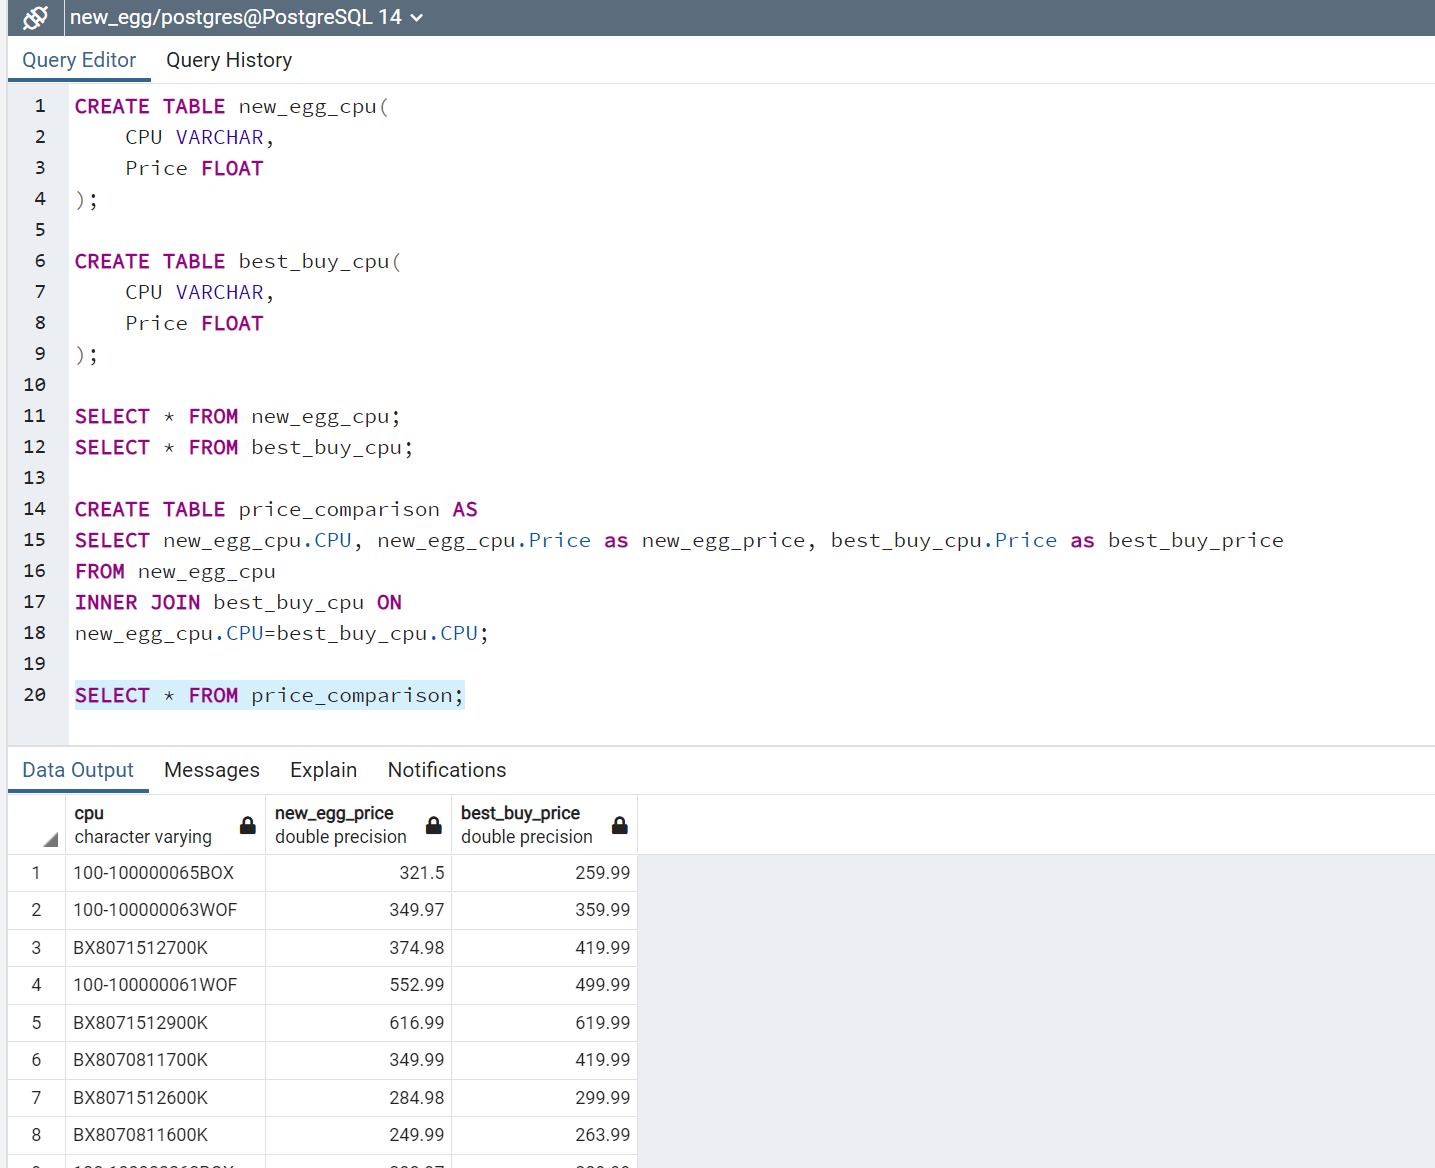 new_egg/postgres@PostgreSQL 14
Query Editor Query History
1 CREATE TABLE new_egg_cpu(
2 CPU VARCHAR,
3 Price FLOAT
4 );
5
6 CREATE TABLE best_buy_cpu(
7 CPU VARCHAR,
8 Price FLOAT
9 );
10
11 SELECT * FROM new_egg_cpu;
12 SELECT * FROM best_buy_cpu;
13
14 CREATE TABLE price_comparison AS
15 SELECT new_egg_cpu.CPU, new_egg_cpu.Price as new_egg_price, best_buy_cpu.Price as best_buy_price
16 FROM new_egg_cpu
17 INNER JOIN best_buy_cpu ON
18 new_egg_cpu.CPU=best_buy_cpu.CPU;
19
20 SELECT * FROM price_comparison;
Data Output Messages Explain Notifications
cpu new_egg_price best_buy_price
character varying double precision double precision
1 100-100000065BOX 321.5 259.99
2 100-100000063WOF 349.97 359.99
3 BX8071512700K 374.98 419.99
4 100-100000061WOF 552.99 499.99
5 BX8071512900K 616.99 619.99
6 BX8070811700K 349.99 419.99
7 BX8071512600K 284.98 299.99
8 BX8070811600K 249.99 263.99